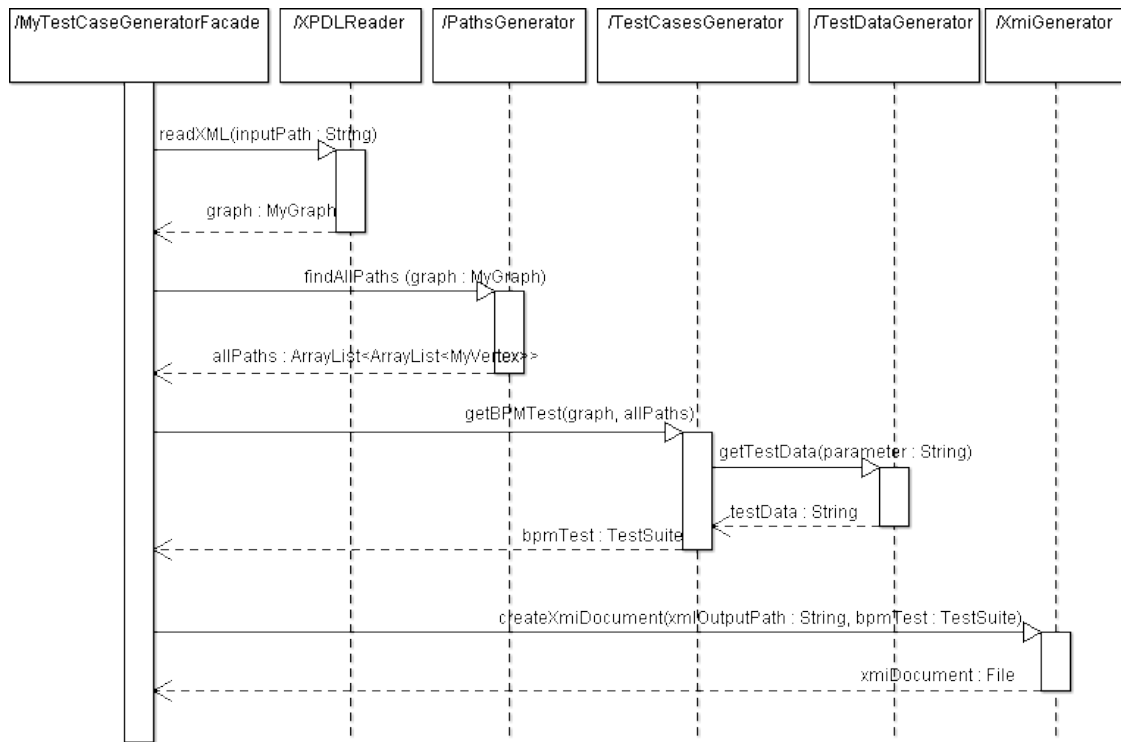 /MyTestCaseGeneratorFacade
/XPDLReader
/PathsGenerator
/TestCasesGenerator
/TestDataGenerator
/XmiGenerator
readXML(inputPath : String)
graph : MyGraph
findAllPaths (graph : MyGraph)
allPaths : ArrayList<ArrayList<MyVertex>>
getBPMTest(graph, allPaths)
getTestData(parameter : String)
testData : String
bpmTest : TestSuite
createXmiDocument(xmlOutputPath : String, bpmTest : TestSuite)
xmiDocument : File